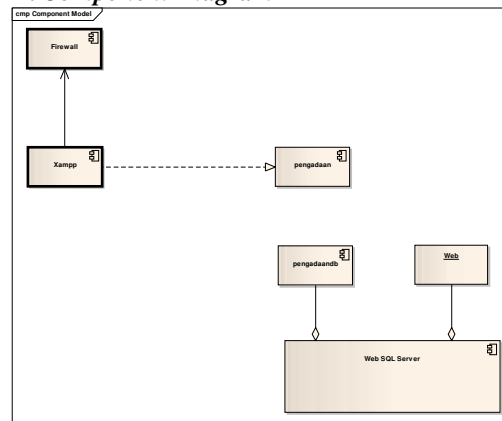 cmp Component Model
Firewall
Xampp
pengadaan
pengadaandb
Web
Web SQL Server